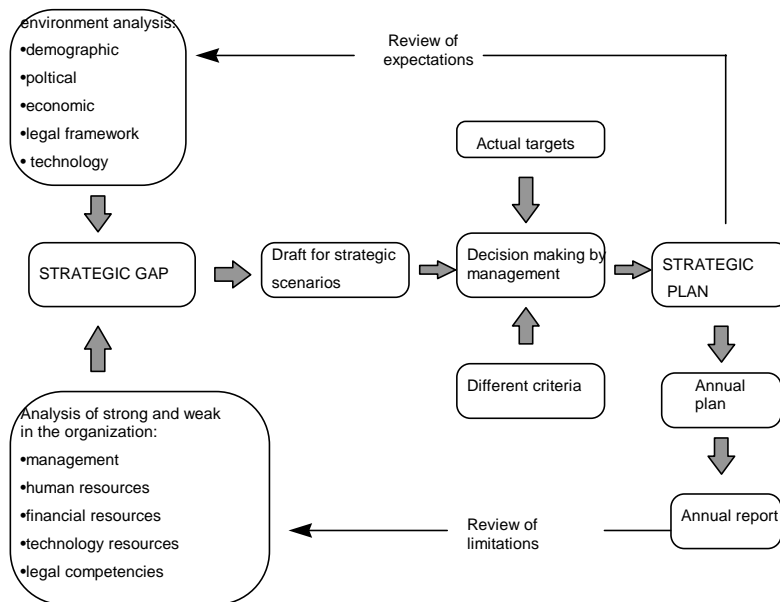 environment analysis:
•demographic
•poltical
•economic
•legal framework
• technology
Review of
expectations
Actual targets
STRATEGIC GAP
Draft for strategic
scenarios
Decision making by
management
STRATEGIC
PLAN
Different criteria
Annual
plan
Analysis of strong and weak
in the organization:
•management
•human resources
•financial resources
•technology resources
•legal competencies
Review of
limitations
Annual report